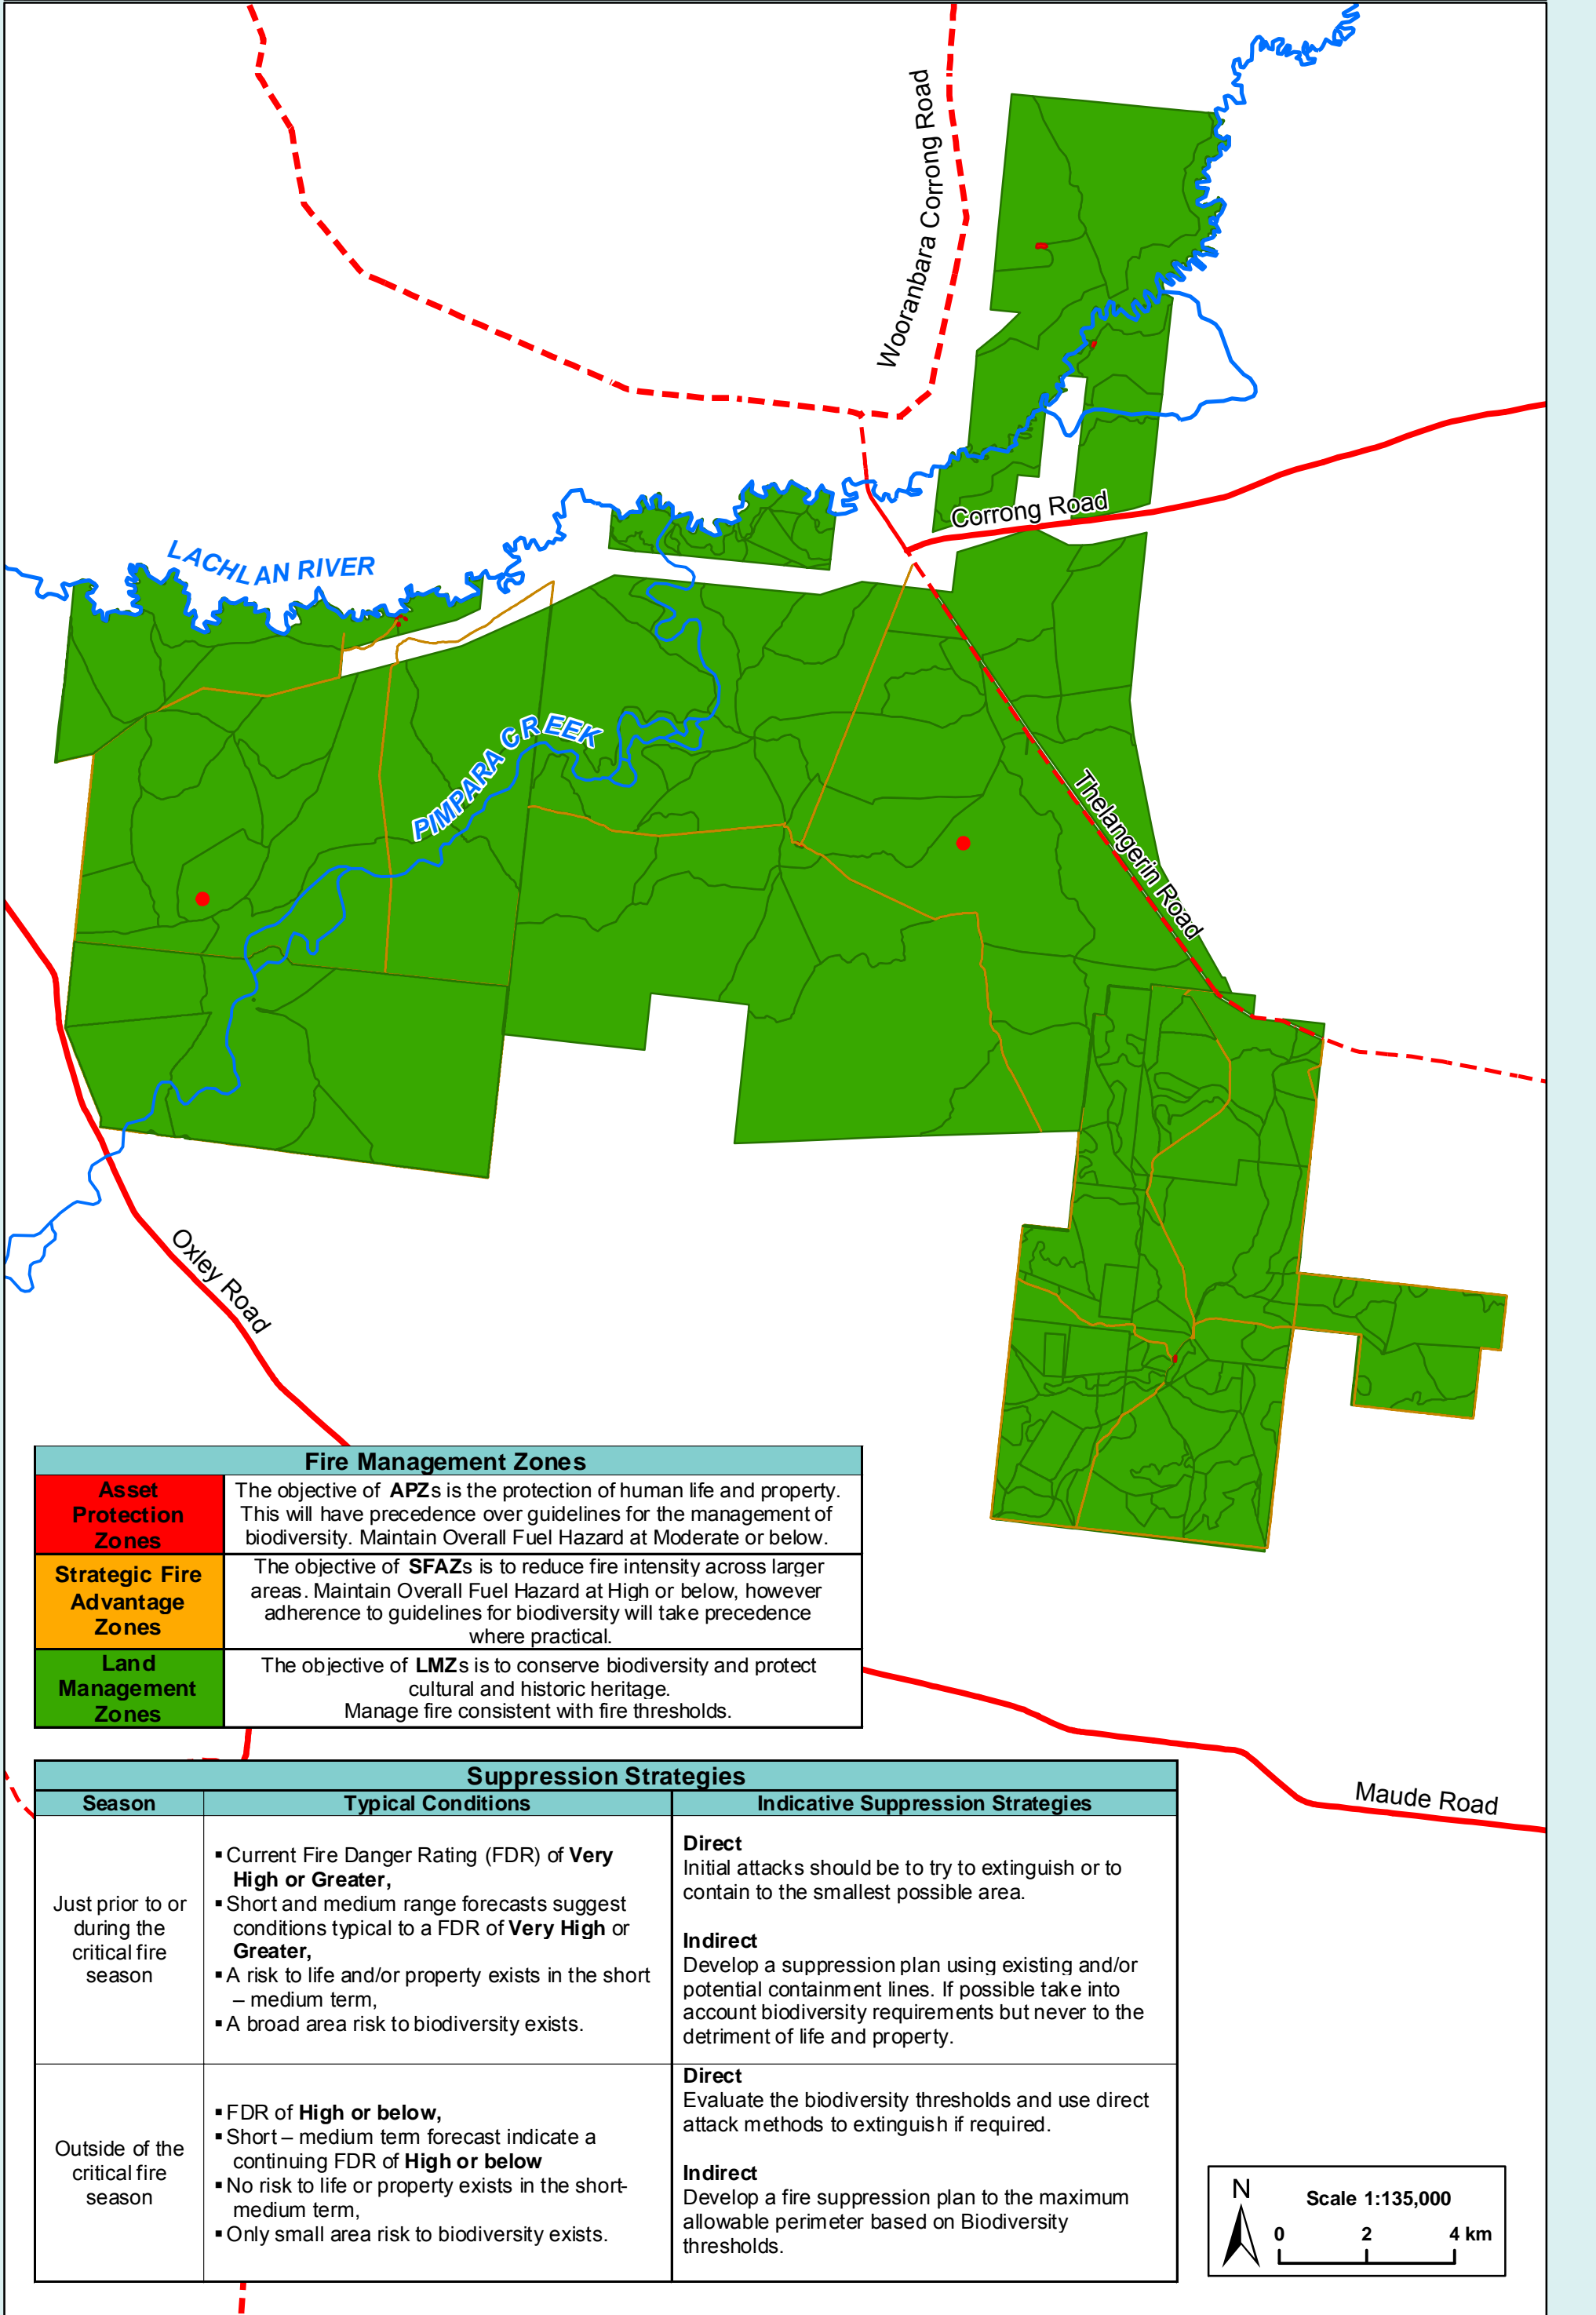 Wooranbara Corrong Road
Corrong Road
LACHLAN RIVER
PIMPARA CREEK
Thelangerin Road
Oxley Road
Fire Management Zones
Asset
Protection
Zones
The objective of APZs is the protection of human life and property.
This will have precedence over guidelines for the management of
biodiversity. Maintain Overall Fuel Hazard at Moderate or below.
Strategic Fire
Advantage
Zones
The objective of SFAZs is to reduce fire intensity across larger
areas. Maintain Overall Fuel Hazard at High or below, however
adherence to guidelines for biodiversity will take precedence
where practical.
Land
Management
Zones
The objective of LMZs is to conserve biodiversity and protect
cultural and historic heritage.
Manage fire consistent with fire thresholds.
Maude Road
Suppression Strategies
Season
Typical Conditions
Indicative Suppression Strategies
Just prior to or
during the
critical fire
season
▪ Current Fire Danger Rating (FDR) of Very
High or Greater,
▪ Short and medium range forecasts suggest
conditions typical to a FDR of Very High or
Greater,
▪ A risk to life and/or property exists in the short
– medium term,
▪ A broad area risk to biodiversity exists.
Direct
Initial attacks should be to try to extinguish or to
contain to the smallest possible area.
Indirect
Develop a suppression plan using existing and/or
potential containment lines. If possible take into
account biodiversity requirements but never to the
detriment of life and property.
Outside of the
critical fire
season
▪ FDR of High or below,
▪ Short – medium term forecast indicate a
continuing FDR of High or below
▪ No risk to life or property exists in the short-
medium term,
▪ Only small area risk to biodiversity exists.
Direct
Evaluate the biodiversity thresholds and use direct
attack methods to extinguish if required.
Indirect
Develop a fire suppression plan to the maximum
allowable perimeter based on Biodiversity
thresholds.
N
Scale 1:135,000
0 2 4 km